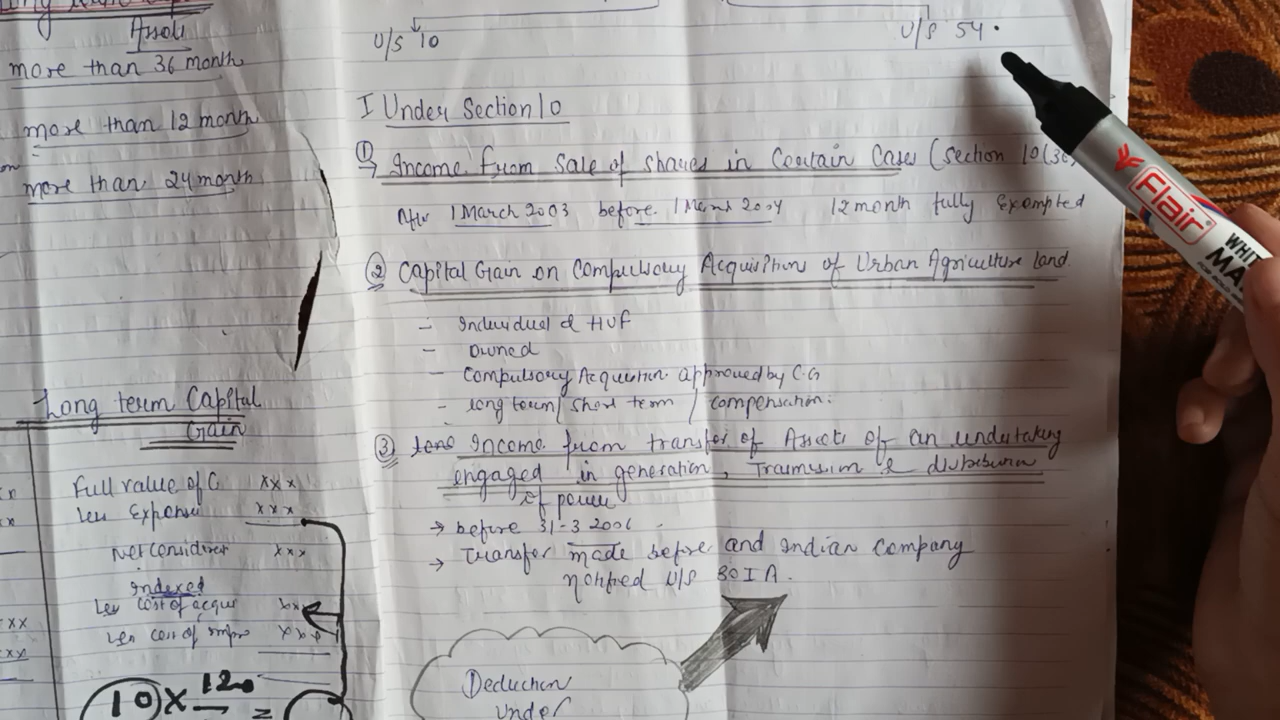 Assets
more than 36 month
more than 12 month
more than 24 month
Long term Capital
Gain
Full value of C xxx
Less Expense xxx
Net consider xxx
Indexed
Less cost of acqu xxx
Less cost of impro xxx
10 x 120 =
U/S 10
U/S 54
I Under Section 10
① Income from Sale of Shares in Certain Cases (Section 10(36)
After 1 March 2003 before 1 March 2004 12 month fully Exempted
② Capital Gain on Compulsory Acquisition of Urban Agriculture land
– Individual & HUF
– owned
– Compulsory Acquisition approved by C.G
– long term / Short term / compensation.
③ Income from transfer of Assets of an undertaking
engaged in generation, Trasmission & distribution
of power
→ before 31-3 2006
→ Transfer made before and Indian Company
notified U/S 80IA.
Deduction
under
Flair
WHIT
MA